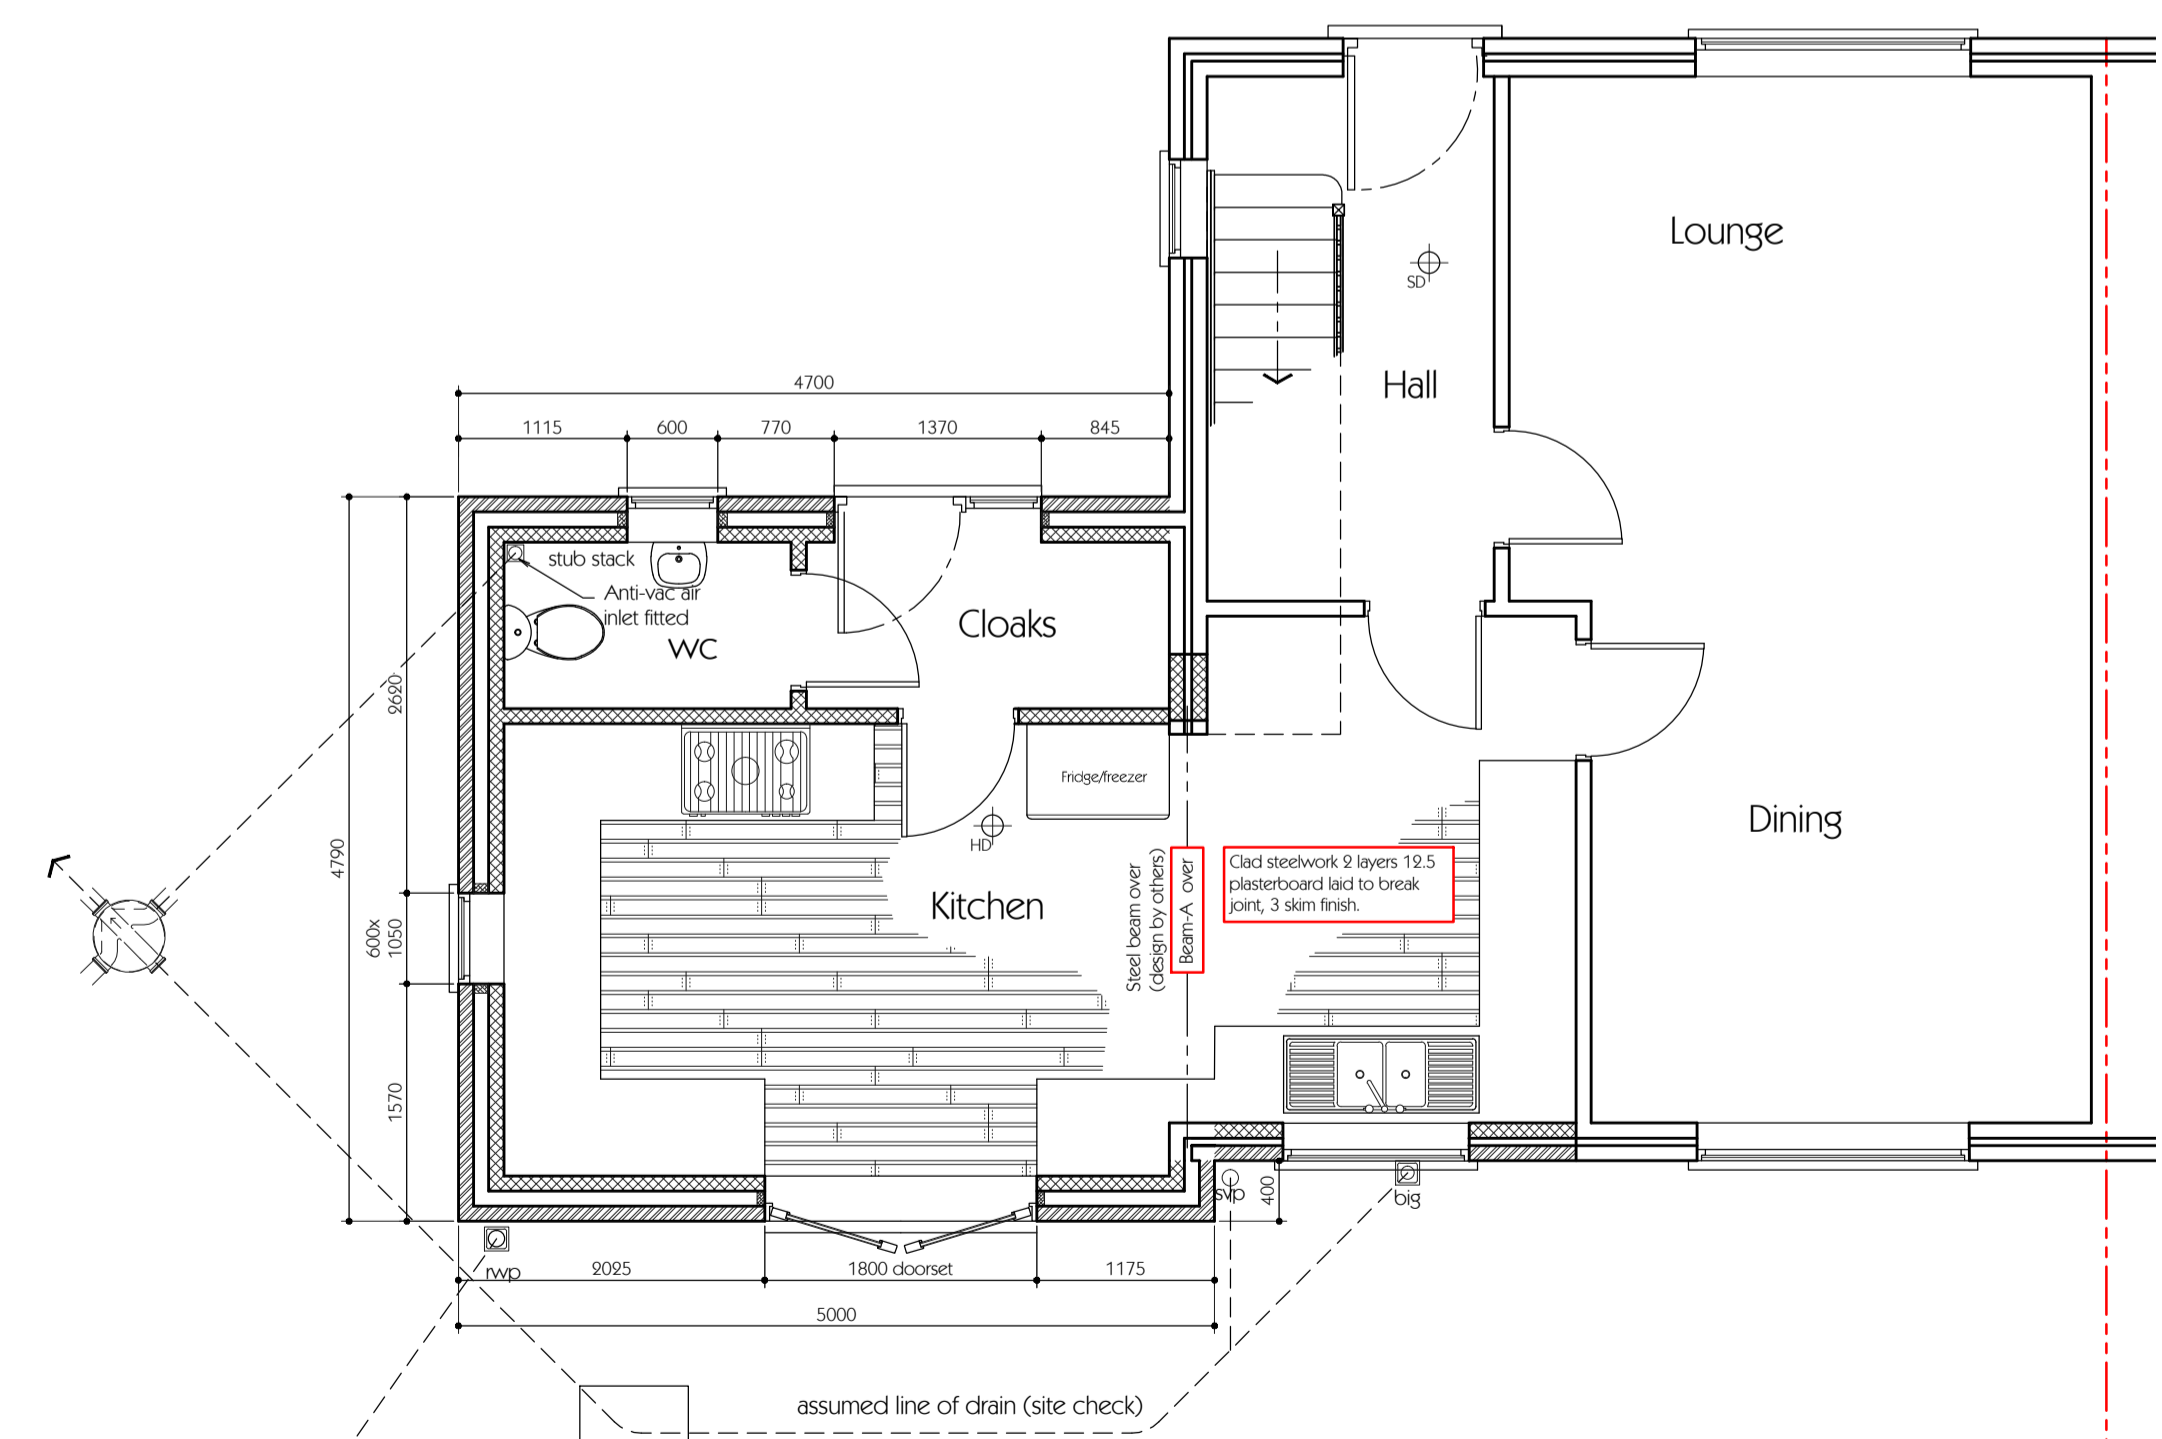 Lounge
SD
Hall
4700
1115
600
770
1370
845
stub stack
Anti-vac air
inlet fitted
WC
Cloaks
2620
4790
600x
1050
1570
Fridge/freezer
HD
Kitchen
Steel beam over
(design by others)
Beam-A over
Clad steelwork 2 layers 12.5
plasterboard laid to break
joint, 3 skim finish.
Dining
svp
400
big
rwp
2025
1800 doorset
1175
5000
assumed line of drain (site check)